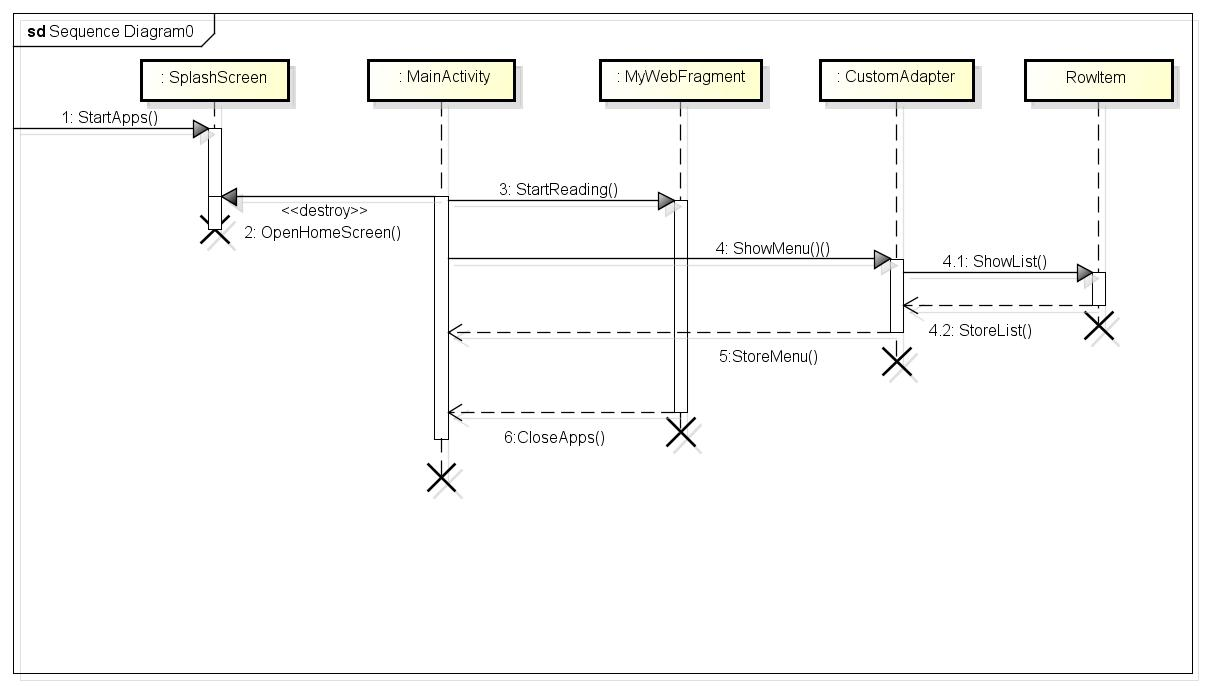 sd Sequence Diagram0
: SplashScreen
: MainActivity
: MyWebFragment
: CustomAdapter
RowItem
1: StartApps()
3: StartReading()
<<destroy>>
2: OpenHomeScreen()
4: ShowMenu()()
4.1: ShowList()
4.2: StoreList()
5:StoreMenu()
6:CloseApps()